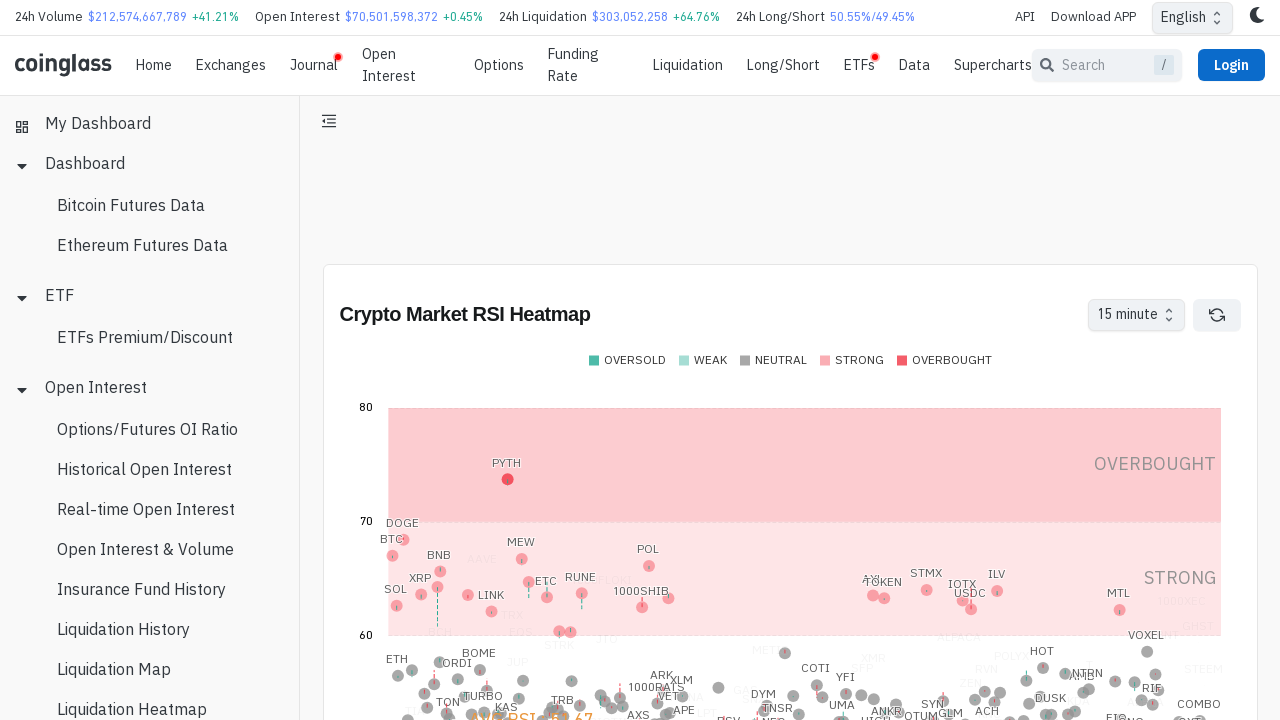 24h Volume $212,574,667,789 +41.21% Open Interest $70,501,598,372 +0.45% 24h Liquidation $303,052,258 +64.76% 24h Long/Short 50.55%/49.45% API Download APP English
coinglass Home Exchanges Journal Open Interest Options Funding Rate Liquidation Long/Short ETFs Data Supercharts Search / Login
My Dashboard
Dashboard
Bitcoin Futures Data
Ethereum Futures Data
ETF
ETFs Premium/Discount
Open Interest
Options/Futures OI Ratio
Historical Open Interest
Real-time Open Interest
Open Interest & Volume
Insurance Fund History
Liquidation History
Liquidation Map
Liquidation Heatmap
Crypto Market RSI Heatmap 15 minute
OVERSOLD WEAK NEUTRAL STRONG OVERBOUGHT
80
OVERBOUGHT
PYTH
70
DOGE
BTC
MEW
POL
BNB
AAVE
STRONG
XRP
ETC
RUNE
TOKEN
STMX
ILV
IOTX
SOL
LINK
1000SHIB
USDC
MTL
60
VOXEL
ETH
ORDI
BOME
HOT
COTI
STEEM
ARK
XLM
YFI
NTRN
TURBO
1000RATS
VET
DYM
RIF
TON
KAS
TRB
APE
AXS
TNSR
UMA
ANKR
SYN
ACH
DUSK
COMBO